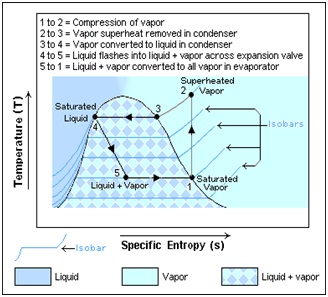 1 to 2 = Compression of vapor
2 to 3 = Vapor superheat removed in condenser
3 to 4 = Vapor converted to liquid in condenser
4 to 5 = Liquid flashes into liquid + vapor across expansion valve
5 to 1 = Liquid + vapor converted to all vapor in evaporator
Temperature (T)
Saturated
Liquid
4
3
2
Superheated
Vapor
Isobars
5
Liquid + Vapor
1
Saturated
Vapor
Isobar
Specific Entropy (s)
Liquid
Vapor
Liquid + vapor